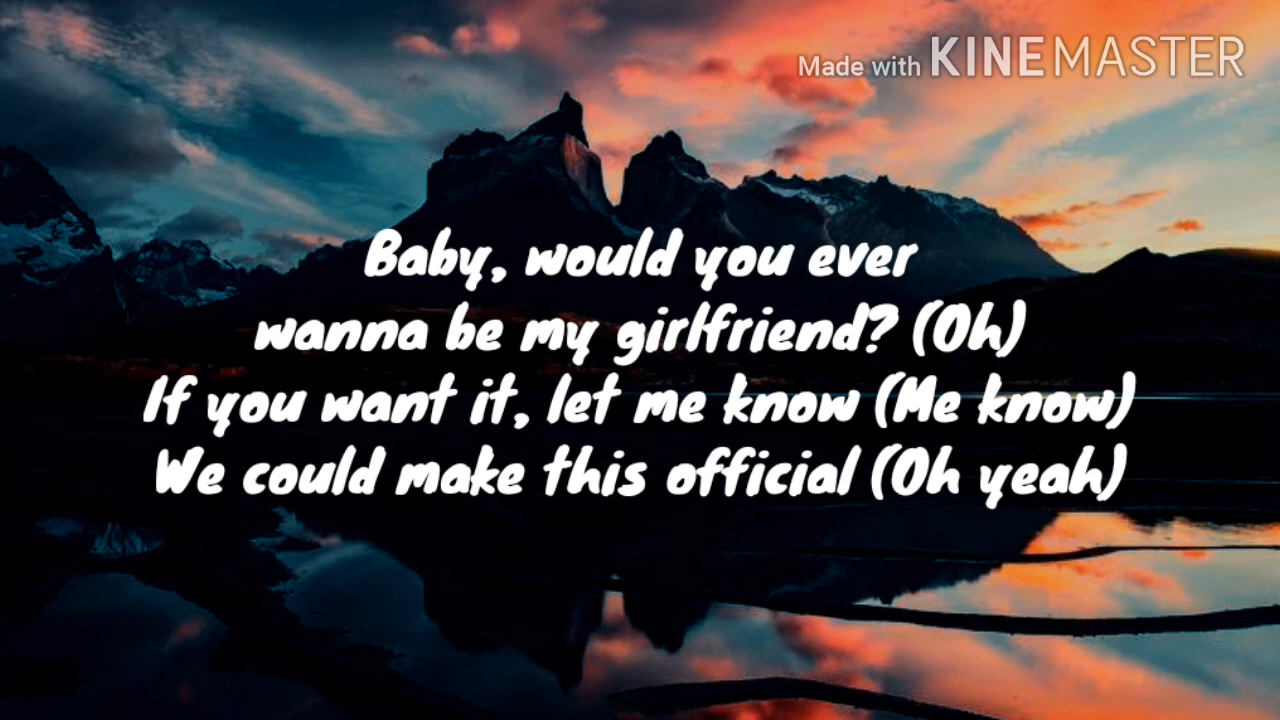 Made with KINEMASTER
Baby, would you ever
wanna be my girlfriend? (Oh)
If you want it, let me know (Me know)
We could make this official (Oh yeah)